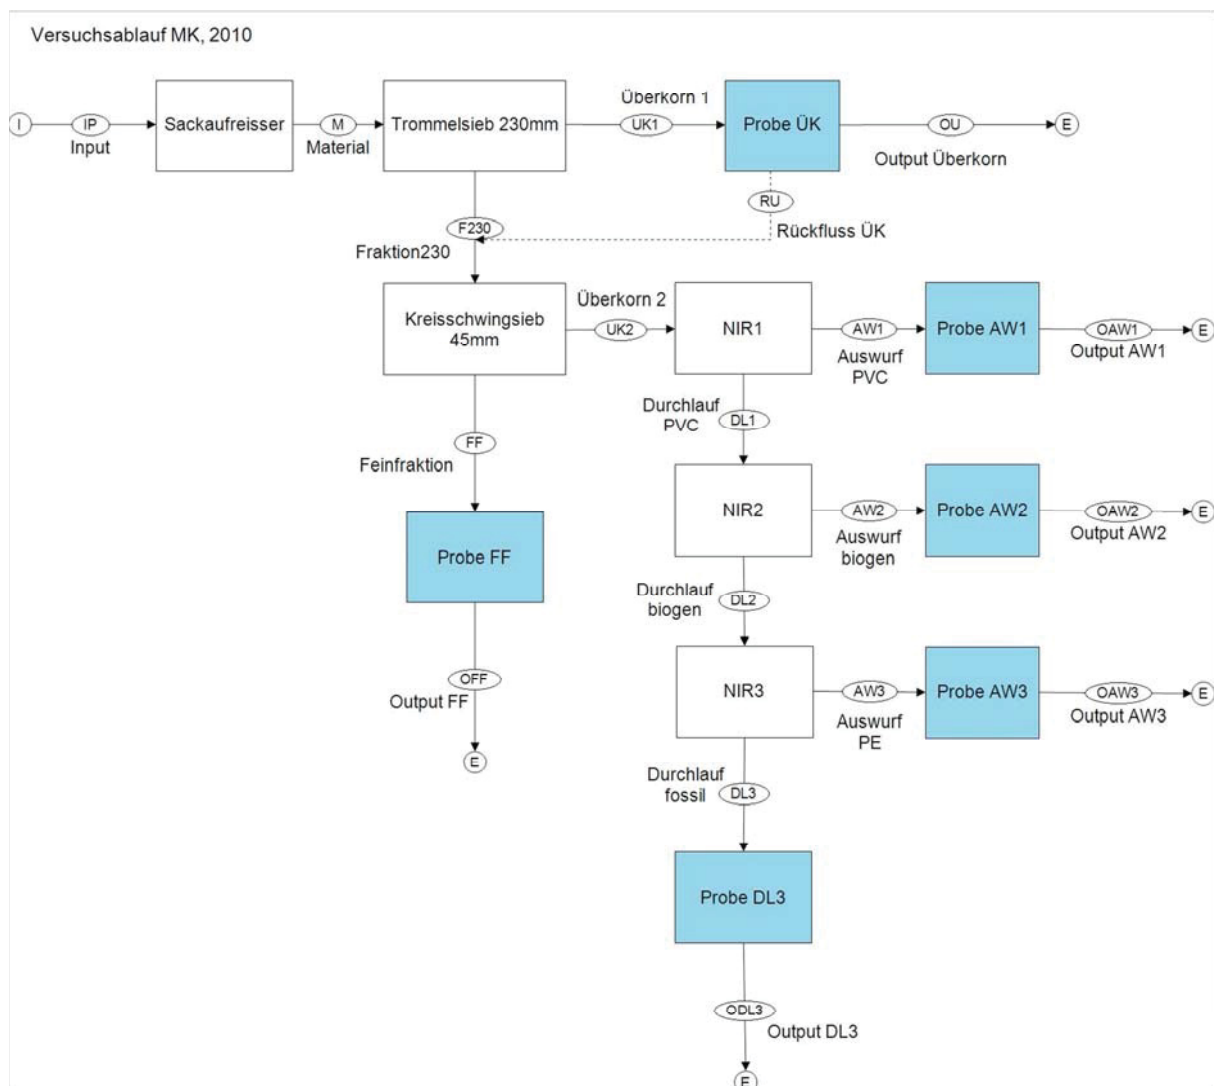 Versuchsablauf MK, 2010
I
IP
Input
Sackaufreisser
M
Material
Trommelsieb 230mm
Überkorn 1
UK1
Probe ÜK
OU
Output Überkorn
E
RU
Rückfluss ÜK
F230
Fraktion230
Kreisschwingsieb
45mm
Überkorn 2
UK2
NIR1
AW1
Auswurf
PVC
Probe AW1
OAW1
Output AW1
E
Durchlauf
PVC
DL1
FF
Feinfraktion
NIR2
AW2
Auswurf
biogen
Probe AW2
OAW2
Output AW2
E
Probe FF
Durchlauf
biogen
DL2
OFF
Output FF
E
NIR3
AW3
Auswurf
PE
Probe AW3
OAW3
Output AW3
E
Durchlauf
fossil
DL3
Probe DL3
ODL3
Output DL3
E